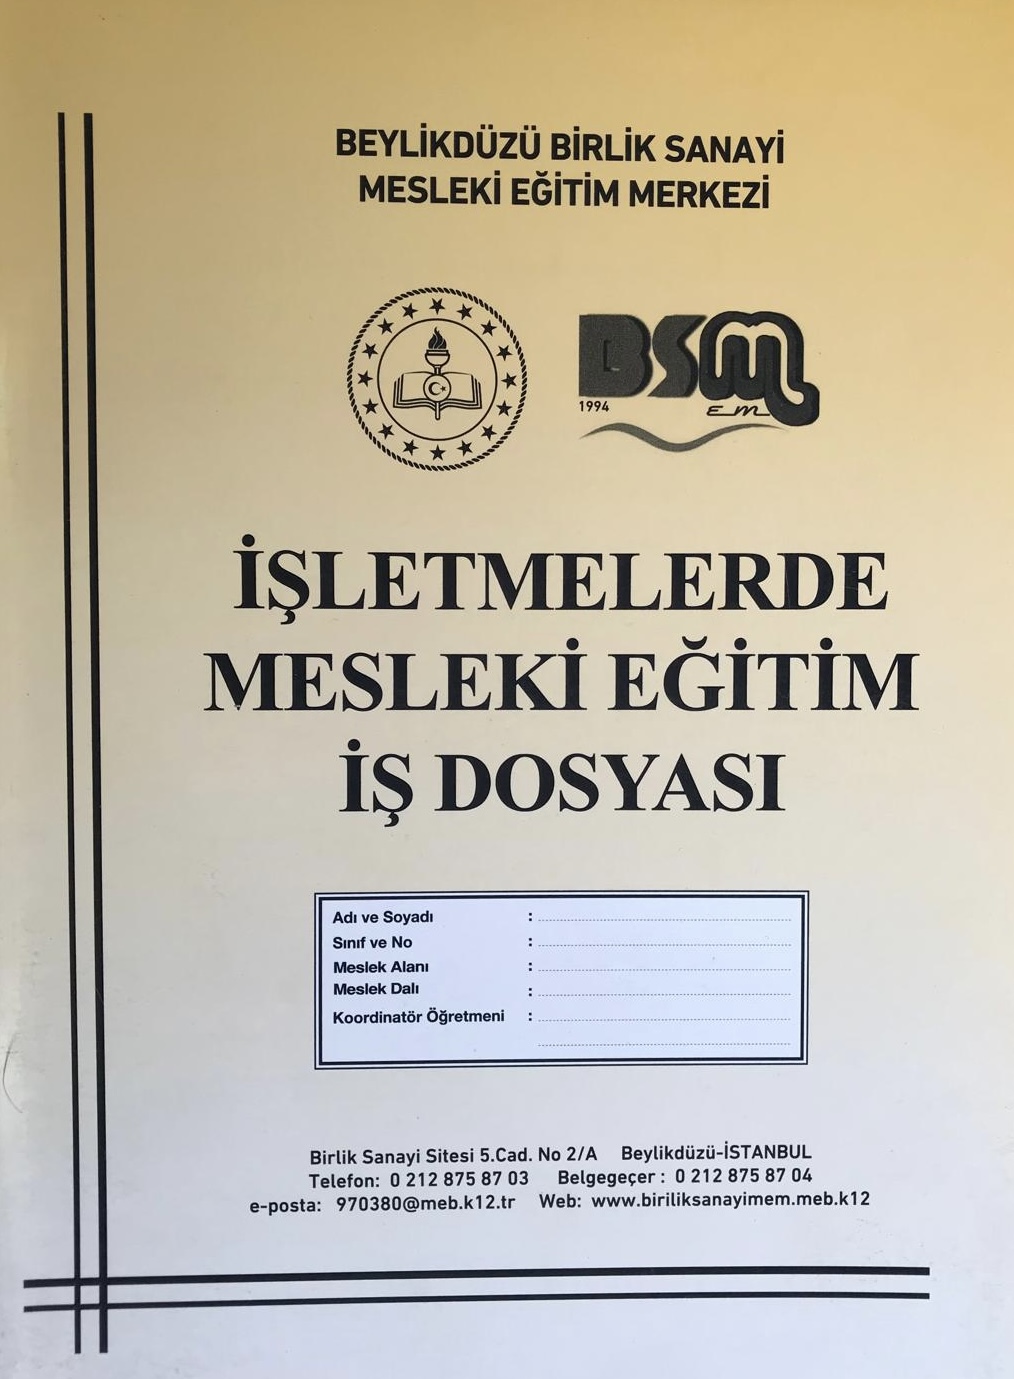 BEYLİKDÜZÜ BİRLİK SANAYİ
MESLEKİ EĞİTİM MERKEZİ
BSM
1994
em
İŞLETMELERDE
MESLEKİ EĞİTİM
İŞ DOSYASI
Adı ve Soyadı :
Sınıf ve No :
Meslek Alanı :
Meslek Dalı :
Koordinatör Öğretmeni :
Birlik Sanayi Sitesi 5.Cad. No 2/A Beylikdüzü-İSTANBUL
Telefon: 0 212 875 87 03 Belgegeçer : 0 212 875 87 04
e-posta: 970380@meb.k12.tr Web: www.biriliksanayimem.meb.k12